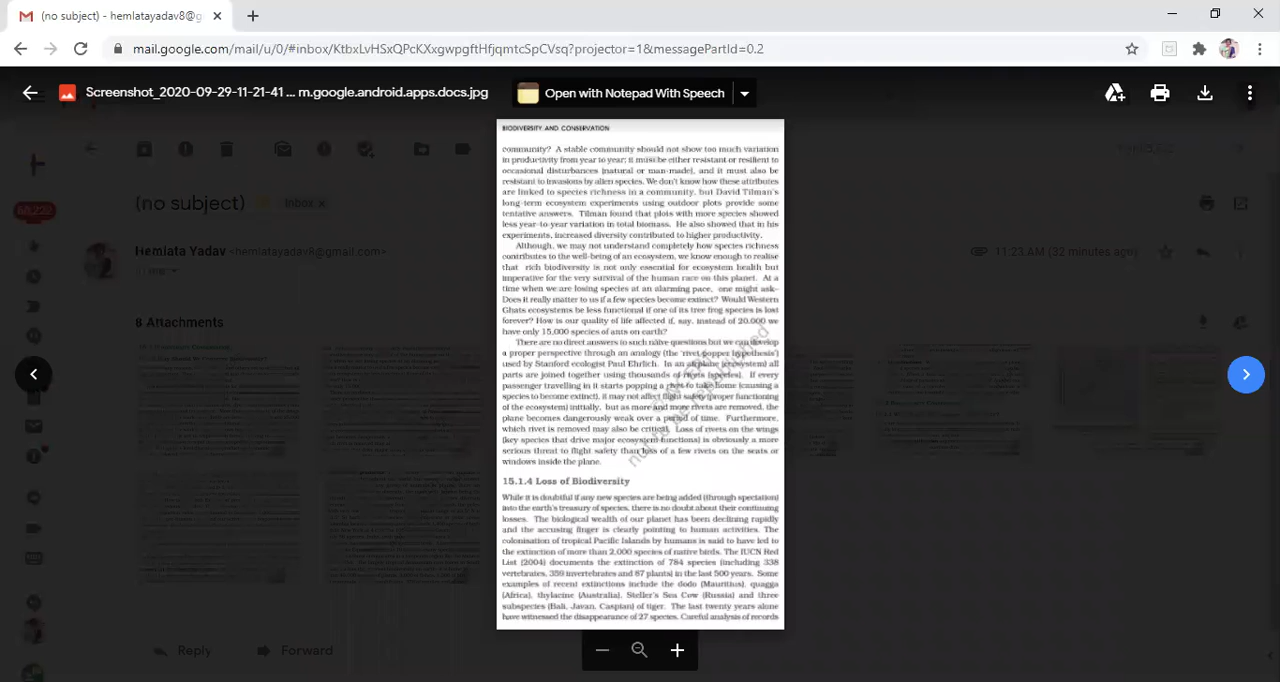 (no subject) - hemlatayadav8@g
mail.google.com/mail/u/0/#inbox/KtbxLvHSxQPcKXxgwpgftHfjqmtcSpCVsq?projector=1&messagePartId=0.2
Screenshot_2020-09-29-11-21-41 ... m.google.android.apps.docs.jpg
Open with Notepad With Speech
(no subject)
Inbox x
Hemlata Yadav <hemlatayadav8@gmail.com>
11:23 AM (32 minutes ago)
8 Attachments
BIODIVERSITY AND CONSERVATION
community? A stable community should not show too much variation
in productivity from year to year; it must be either resistant or resilient to
occasional disturbances (natural or man-made), and it must also be
resistant to invasions by alien species. We don't know how these attributes
are linked to species richness in a community, but David Tilman's
long-term ecosystem experiments using outdoor plots provide some
tentative answers. Tilman found that plots with more species showed
less year-to-year variation in total biomass. He also showed that in his
experiments, increased diversity contributed to higher productivity.
Although, we may not understand completely how species richness
contributes to the well-being of an ecosystem, we know enough to realise
that rich biodiversity is not only essential for ecosystem health but
imperative for the very survival of the human race on this planet. At a
time when we are losing species at an alarming pace, one might ask–
Does it really matter to us if a few species become extinct? Would Western
Ghats ecosystems be less functional if one of its tree frog species is lost
forever? How is our quality of life affected if, say, instead of 20,000 we
have only 15,000 species of ants on earth?
There are no direct answers to such naïve questions but we can develop
a proper perspective through an analogy (the 'rivet popper hypothesis')
used by Stanford ecologist Paul Ehrlich. In an airplane (ecosystem) all
parts are joined together using thousands of rivets (species). If every
passenger travelling in it starts popping a rivet to take home (causing a
species to become extinct), it may not affect flight safety (proper functioning
of the ecosystem) initially, but as more and more rivets are removed, the
plane becomes dangerously weak over a period of time. Furthermore,
which rivet is removed may also be critical. Loss of rivets on the wings
(key species that drive major ecosystem functions) is obviously a more
serious threat to flight safety than loss of a few rivets on the seats or
windows inside the plane.
15.1.4 Loss of Biodiversity
While it is doubtful if any new species are being added (through speciation)
into the earth's treasury of species, there is no doubt about their continuing
losses. The biological wealth of our planet has been declining rapidly
and the accusing finger is clearly pointing to human activities. The
colonisation of tropical Pacific Islands by humans is said to have led to
the extinction of more than 2,000 species of native birds. The IUCN Red
List (2004) documents the extinction of 784 species (including 338
vertebrates, 359 invertebrates and 87 plants) in the last 500 years. Some
examples of recent extinctions include the dodo (Mauritius), quagga
(Africa), thylacine (Australia), Steller's Sea Cow (Russia) and three
subspecies (Bali, Javan, Caspian) of tiger. The last twenty years alone
have witnessed the disappearance of 27 species. Careful analysis of records
Reply
Forward